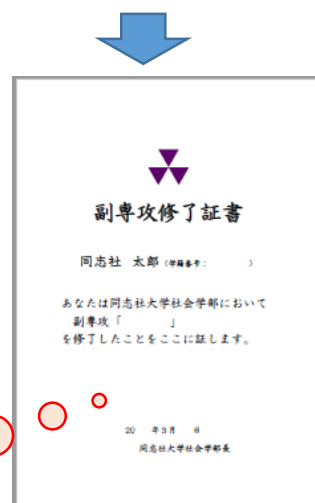 副専攻修了証書
同志社 太郎（学籍番号： ）
あなたは同志社大学社会学部において
副専攻「 」
を修了したことをここに証します。
20 年3月 日
同志社大学社会学部長